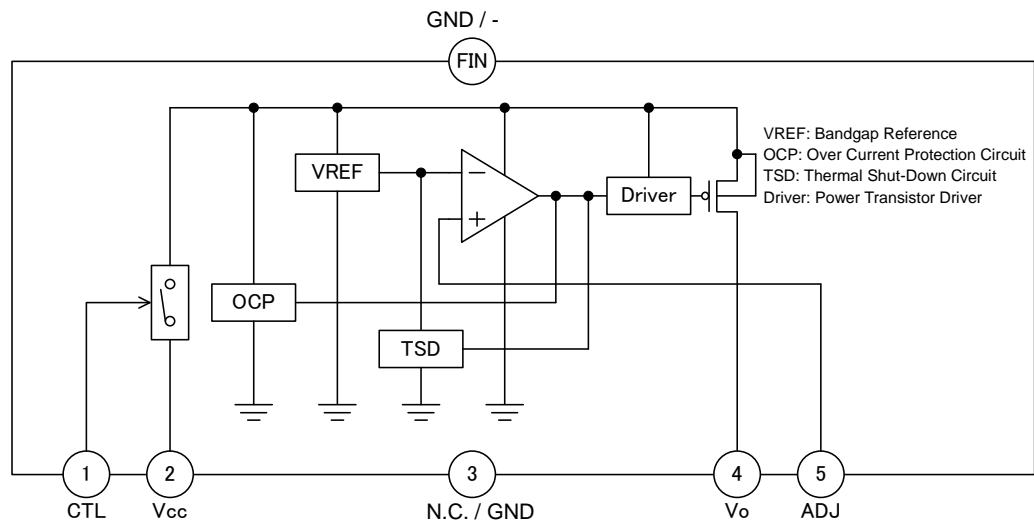 GND / -
FIN
VREF: Bandgap Reference
OCP: Over Current Protection Circuit
TSD: Thermal Shut-Down Circuit
Driver: Power Transistor Driver
VREF
−
+
Driver
OCP
TSD
1
2
3
4
5
CTL
Vcc
N.C. / GND
Vo
ADJ